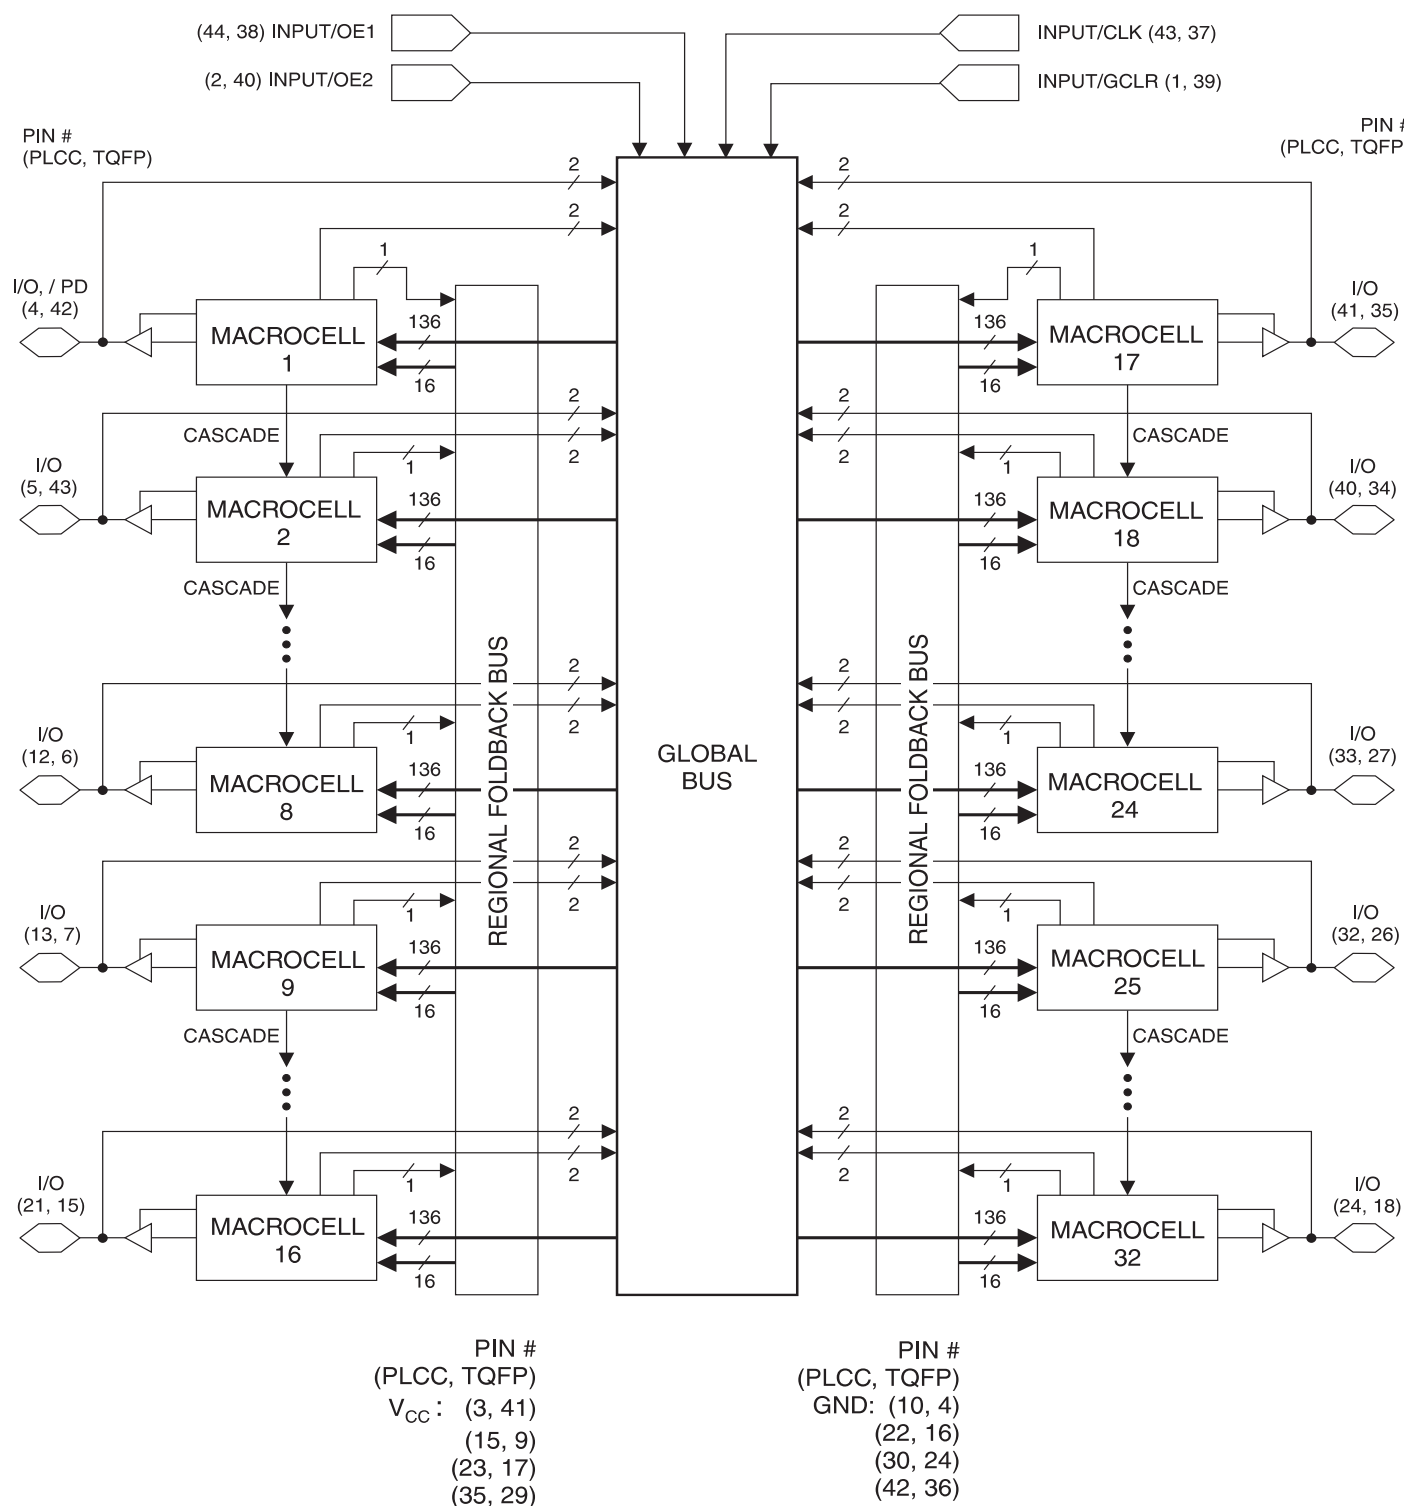 (44, 38) INPUT/OE1
INPUT/CLK (43, 37)
(2, 40) INPUT/OE2
INPUT/GCLR (1, 39)
PIN #
(PLCC, TQFP)
PIN #
(PLCC, TQFP
2
2
2
2
1
1
I/O, / PD
(4, 42)
MACROCELL
1
136
16
136
16
MACROCELL
17
I/O
(41, 35)
2
2
CASCADE
CASCADE
2
1
1
2
I/O
(5, 43)
MACROCELL
2
136
16
136
16
MACROCELL
18
I/O
(40, 34)
CASCADE
CASCADE
REGIONAL FOLDBACK BUS
GLOBAL
BUS
REGIONAL FOLDBACK BUS
2
2
1
2
2
1
I/O
(12, 6)
MACROCELL
8
136
16
136
16
MACROCELL
24
I/O
(33, 27)
2
2
1
2
2
1
I/O
(13, 7)
MACROCELL
9
136
16
136
16
MACROCELL
25
I/O
(32, 26)
CASCADE
CASCADE
2
2
1
2
2
1
I/O
(21, 15)
MACROCELL
16
136
16
136
16
MACROCELL
32
I/O
(24, 18)
PIN #
(PLCC, TQFP)
VCC : (3, 41)
(15, 9)
(23, 17)
(35, 29)
PIN #
(PLCC, TQFP)
GND: (10, 4)
(22, 16)
(30, 24)
(42, 36)